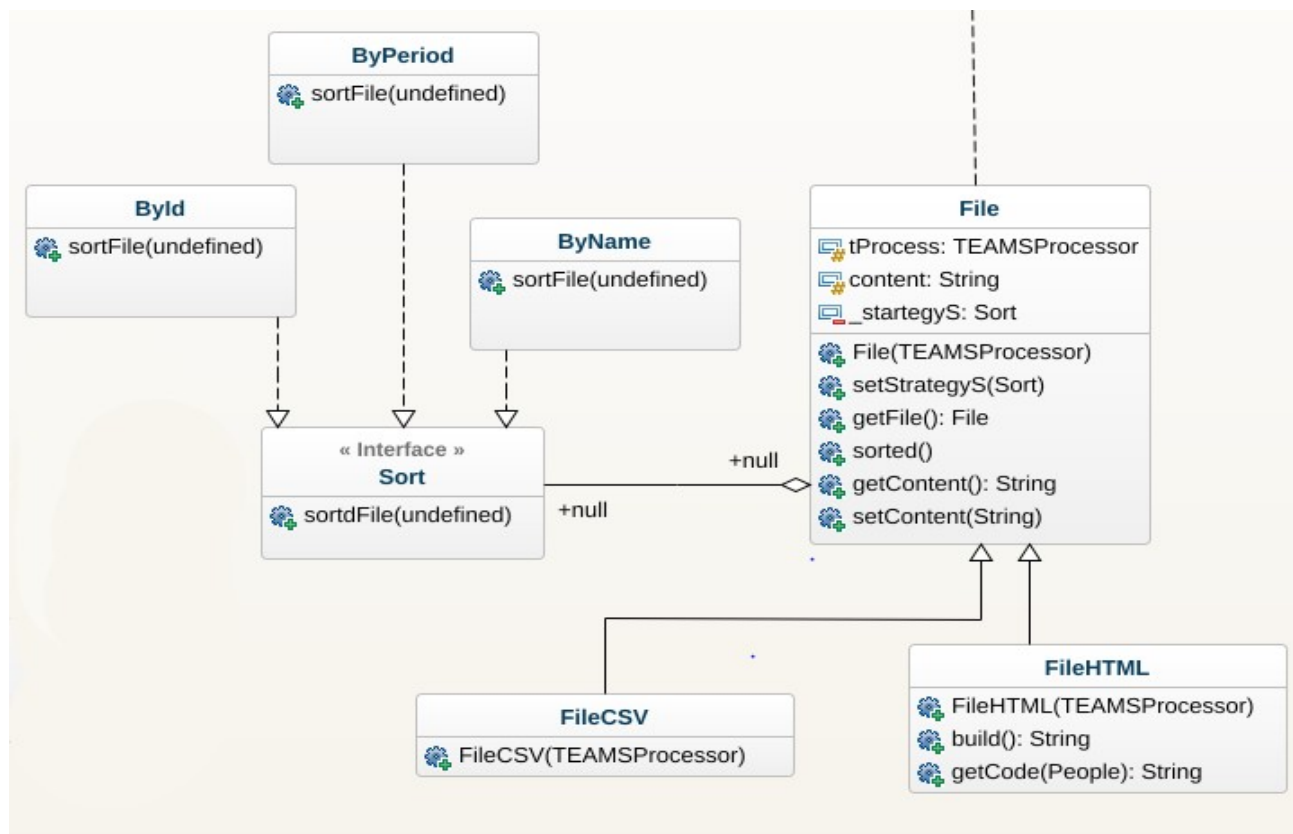 ByPeriod
sortFile(undefined)
ById
sortFile(undefined)
ByName
sortFile(undefined)
« Interface »
Sort
sortdFile(undefined)
+null
+null
File
tProcess: TEAMSProcessor
content: String
_startegyS: Sort
File(TEAMSProcessor)
setStrategyS(Sort)
getFile(): File
sorted()
getContent(): String
setContent(String)
FileCSV
FileCSV(TEAMSProcessor)
FileHTML
FileHTML(TEAMSProcessor)
build(): String
getCode(People): String